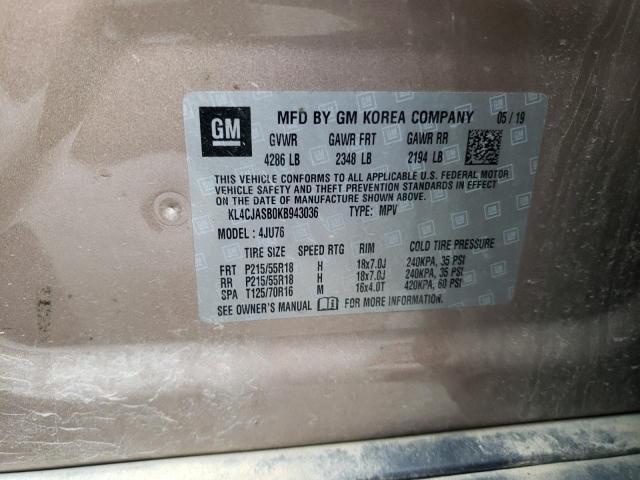 GM
MFD BY GM KOREA COMPANY 05/19
GVWR GAWR FRT GAWR RR
4286 LB 2348 LB 2194 LB
THIS VEHICLE CONFORMS TO ALL APPLICABLE U.S. FEDERAL MOTOR
VEHICLE SAFETY AND THEFT PREVENTION STANDARDS IN EFFECT
ON THE DATE OF MANUFACTURE SHOWN ABOVE.
KL4CJASB0KB943036 TYPE: MPV
MODEL: 4JU76
TIRE SIZE SPEED RTG RIM COLD TIRE PRESSURE
FRT P215/55R18 H 18x7.0J 240KPA, 35 PSI
RR P215/55R18 H 18x7.0J 240KPA, 35 PSI
SPA T125/70R16 M 16x4.0T 420KPA, 60 PSI
SEE OWNER'S MANUAL FOR MORE INFORMATION.